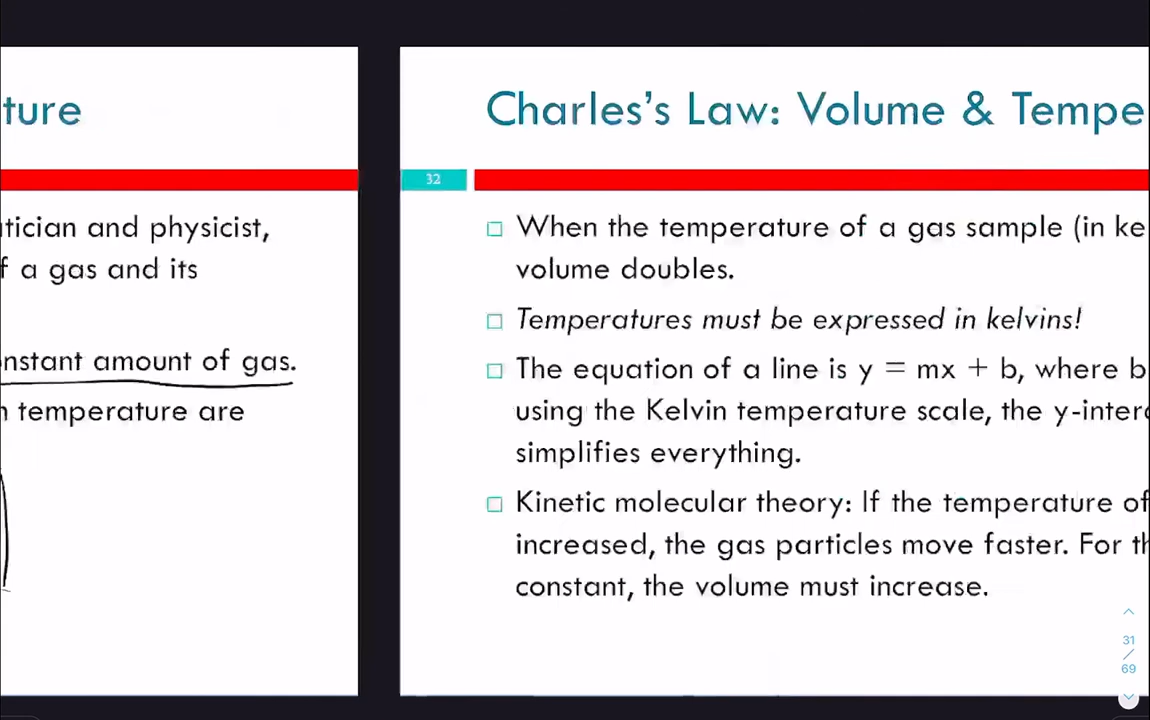 ture
tician and physicist,
f a gas and its
nstant amount of gas.
temperature are
Charles's Law: Volume & Tempe
32
When the temperature of a gas sample (in ke
volume doubles.
Temperatures must be expressed in kelvins!
The equation of a line is y = mx + b, where b
using the Kelvin temperature scale, the y-interc
simplifies everything.
Kinetic molecular theory: If the temperature of
increased, the gas particles move faster. For th
constant, the volume must increase.
31
/
69